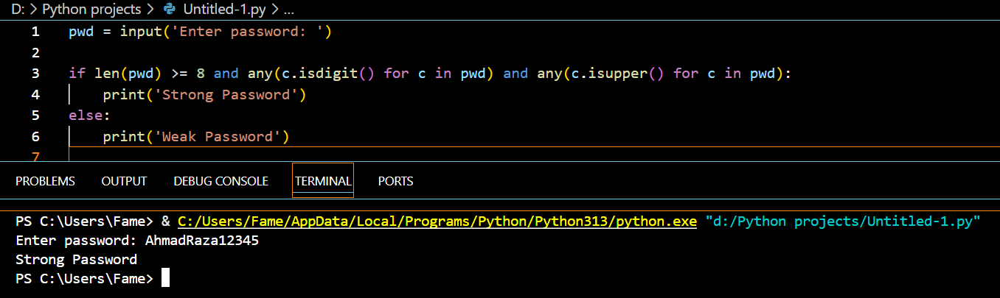 D: > Python projects > Untitled-1.py > ...
1 pwd = input('Enter password: ')
2
3 if len(pwd) >= 8 and any(c.isdigit() for c in pwd) and any(c.isupper() for c in pwd):
4     print('Strong Password')
5 else:
6     print('Weak Password')
7
PROBLEMS OUTPUT DEBUG CONSOLE TERMINAL PORTS
PS C:\Users\Fame> & C:/Users/Fame/AppData/Local/Programs/Python/Python313/python.exe "d:/Python projects/Untitled-1.py"
Enter password: AhmadRaza12345
Strong Password
PS C:\Users\Fame>